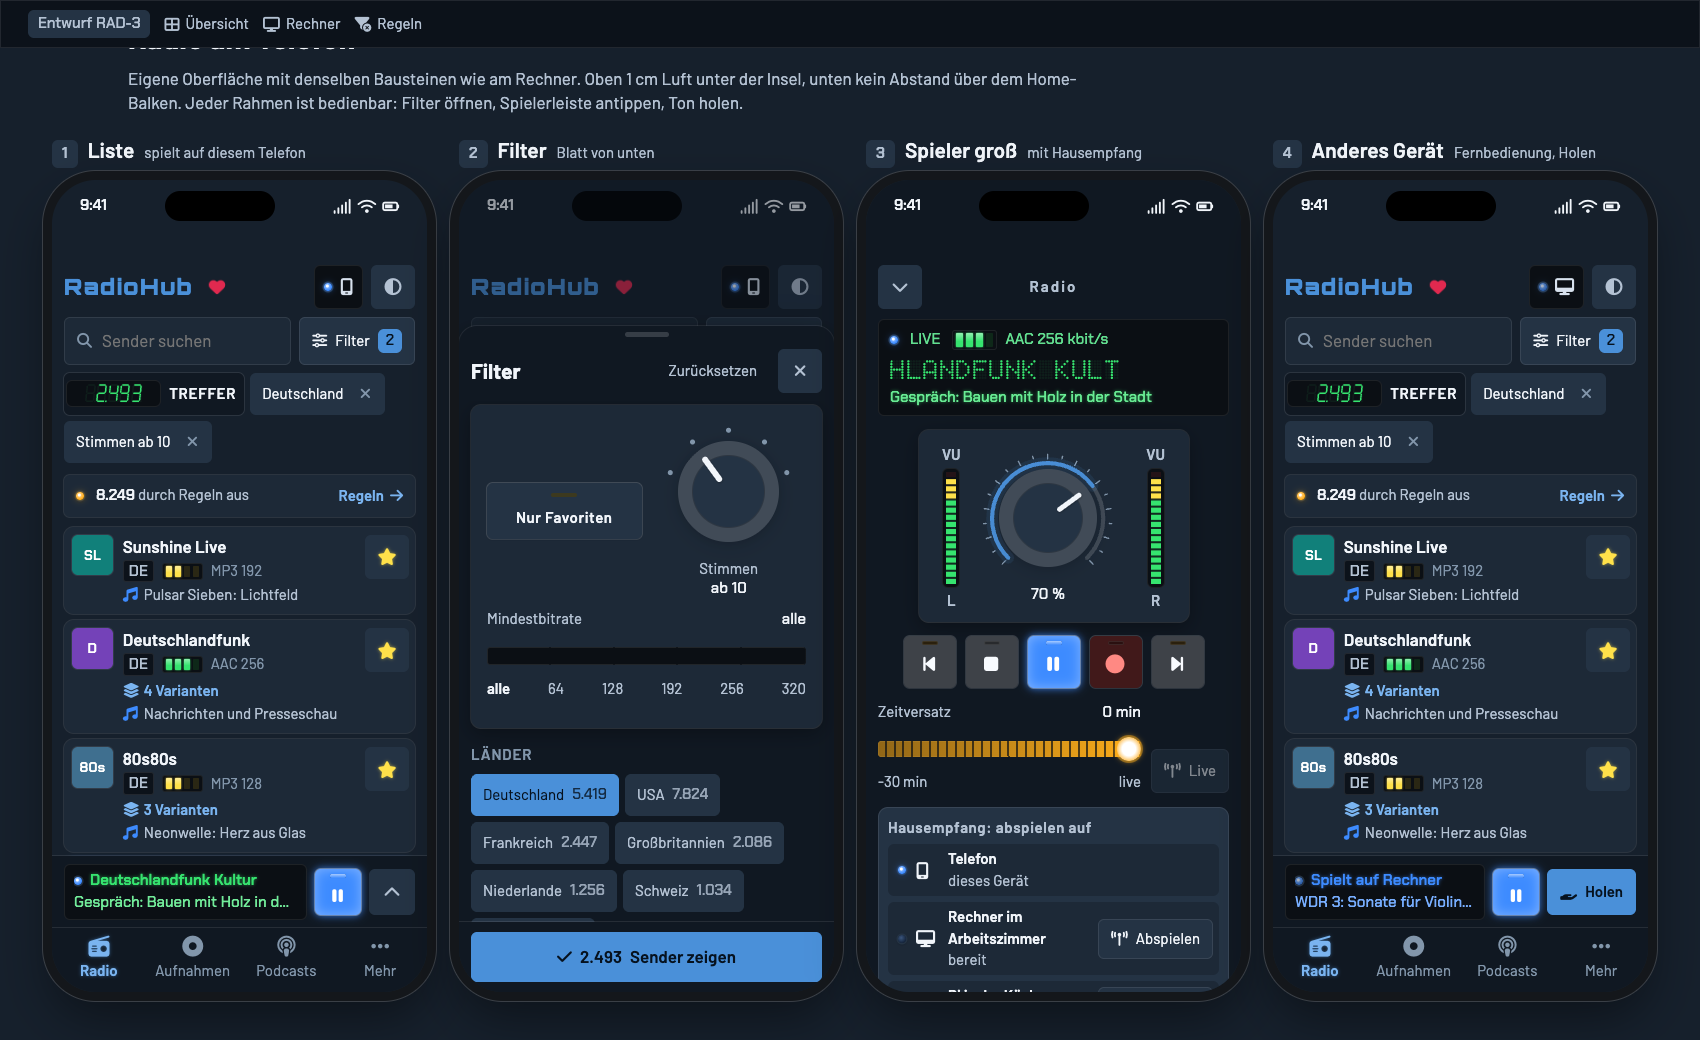 Entwurf RAD-3 Übersicht Rechner Regeln
Eigene Oberfläche mit denselben Bausteinen wie am Rechner. Oben 1 cm Luft unter der Insel, unten kein Abstand über dem Home-
Balken. Jeder Rahmen ist bedienbar: Filter öffnen, Spielerleiste antippen, Ton holen.
1 Liste spielt auf diesem Telefon
9:41
RadioHub
Sender suchen
Filter 2
2.493 TREFFER
Deutschland
Stimmen ab 10
8.249 durch Regeln aus
Regeln
SL
Sunshine Live
DE MP3 192
Pulsar Sieben: Lichtfeld
D
Deutschlandfunk
DE AAC 256
4 Varianten
Nachrichten und Presseschau
80s
80s80s
DE MP3 128
3 Varianten
Neonwelle: Herz aus Glas
Deutschlandfunk Kultur
Gespräch: Bauen mit Holz in d...
Radio Aufnahmen Podcasts Mehr
2 Filter Blatt von unten
9:41
RadioHub
Filter
Zurücksetzen
Nur Favoriten
Stimmen
ab 10
Mindestbitrate alle
alle 64 128 192 256 320
LÄNDER
Deutschland 5.419
USA 7.824
Frankreich 2.447
Großbritannien 2.086
Niederlande 1.256
Schweiz 1.034
2.493 Sender zeigen
3 Spieler groß mit Hausempfang
9:41
Radio
LIVE AAC 256 kbit/s
HLANDFUNK KULT
Gespräch: Bauen mit Holz in der Stadt
VU VU
L 70 % R
Zeitversatz 0 min
-30 min live
Live
Hausempfang: abspielen auf
Telefon
dieses Gerät
Rechner im
Arbeitszimmer
bereit
Abspielen
4 Anderes Gerät Fernbedienung, Holen
9:41
RadioHub
Sender suchen
Filter 2
2.493 TREFFER
Deutschland
Stimmen ab 10
8.249 durch Regeln aus
Regeln
SL
Sunshine Live
DE MP3 192
Pulsar Sieben: Lichtfeld
D
Deutschlandfunk
DE AAC 256
4 Varianten
Nachrichten und Presseschau
80s
80s80s
DE MP3 128
3 Varianten
Neonwelle: Herz aus Glas
Spielt auf Rechner
WDR 3: Sonate für Violin...
Holen
Radio Aufnahmen Podcasts Mehr